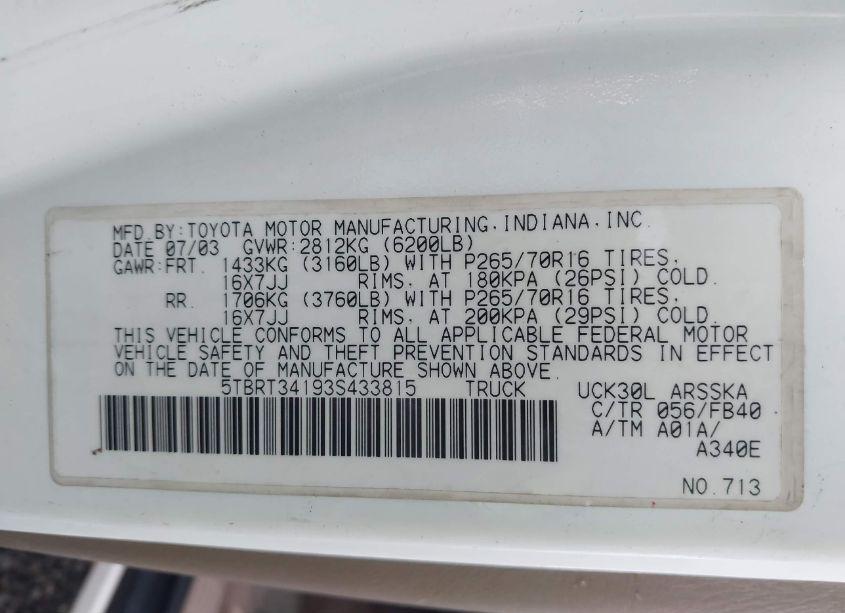 MFD.BY:TOYOTA MOTOR MANUFACTURING.INDIANA.INC.
DATE 07/03 GVWR:2812KG (6200LB)
GAWR:FRT. 1433KG (3160LB) WITH P265/70R16 TIRES,
16X7JJ RIMS, AT 180KPA (26PSI) COLD.
RR. 1706KG (3760LB) WITH P265/70R16 TIRES,
16X7JJ RIMS, AT 200KPA (29PSI) COLD.
THIS VEHICLE CONFORMS TO ALL APPLICABLE FEDERAL MOTOR
VEHICLE SAFETY AND THEFT PREVENTION STANDARDS IN EFFECT
ON THE DATE OF MANUFACTURE SHOWN ABOVE.
5TBRT34193S433815 TRUCK UCK30L ARSSKA
C/TR 056/FB40
A/TM A01A/
A340E
NO.713